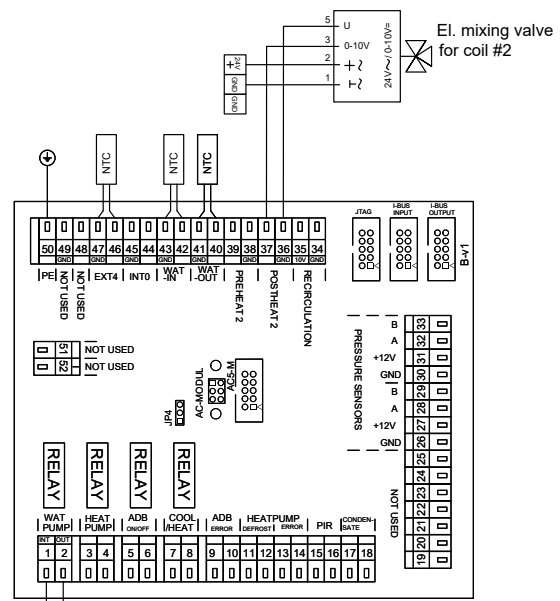 5 U
3 0-10V
2 + ~
1 ⊢ ~
24V ~ / 0-10V=
El. mixing valve
for coil #2
+ 24V
GND
GND
NTC NTC NTC
JTAG
I-BUS
INPUT
I-BUS
OUTPUT
B-v1
50 49 48 47 46 45 44 43 42 41 40 39 38 37 36 35 34
GND GND GND GND GND GND 10V GND
PE
NOT USED
NOT USED
EXT4
INT0
WAT
-IN
WAT
-OUT
PREHEAT 2
POSTHEAT 2
RECIRCULATION
51 NOT USED
52 NOT USED
JP4
AC-MODUL
AC5-M
PRESSURE SENSORS
B 33
A 32
+12V 31
GND 30
B 29
A 28
+12V 27
GND 26
25
24
23
22
21
20
19
NOT USED
RELAY RELAY RELAY RELAY
WAT
PUMP
HEAT
PUMP
ADB
ON/OFF
COOL
/HEAT
ADB
ERROR
HEATPUMP
DEFROST ERROR
PIR
CONDEN-
SATE
INT OUT
1 2 3 4 5 6 7 8 9 10 11 12 13 14 15 16 17 18